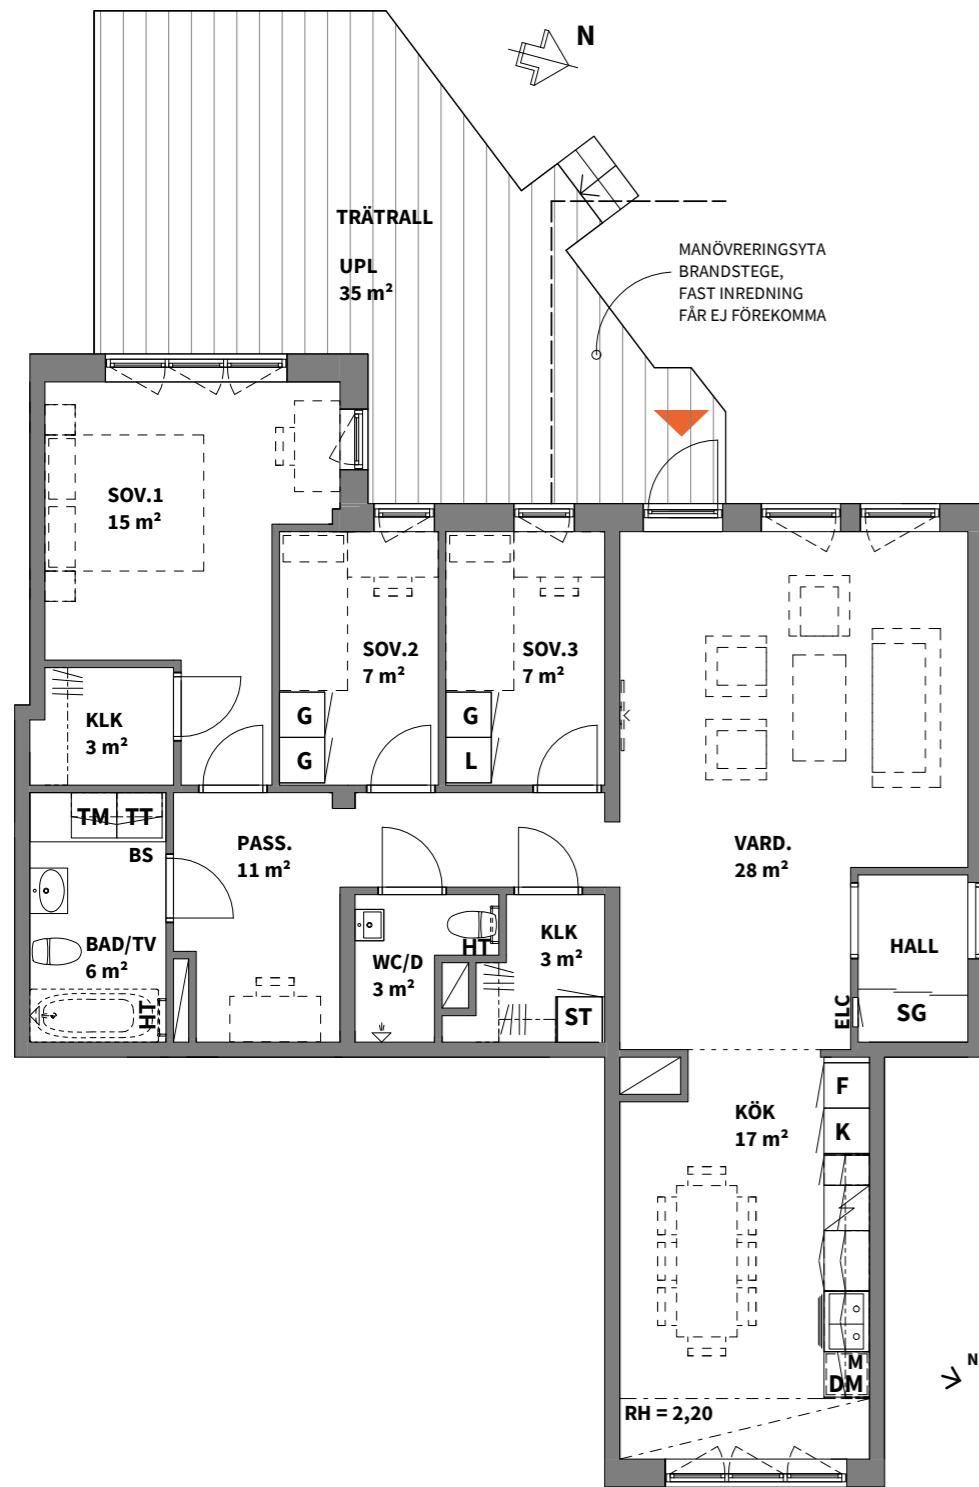 N
TRÄTRALL
UPL
35 m²
MANÖVRERINGSYTA
BRANDSTEGE,
FAST INREDNING
FÅR EJ FÖREKOMMA
SOV.1
15 m²
SOV.2
7 m²
SOV.3
7 m²
KLK
3 m²
G
G
G
L
TM TT
BS
PASS.
11 m²
VARD.
28 m²
BAD/TV
6 m²
HT
WC/D
3 m²
HT
KLK
3 m²
ST
HALL
ELC
SG
F
K
KÖK
17 m²
M
DM
RH = 2,20
N